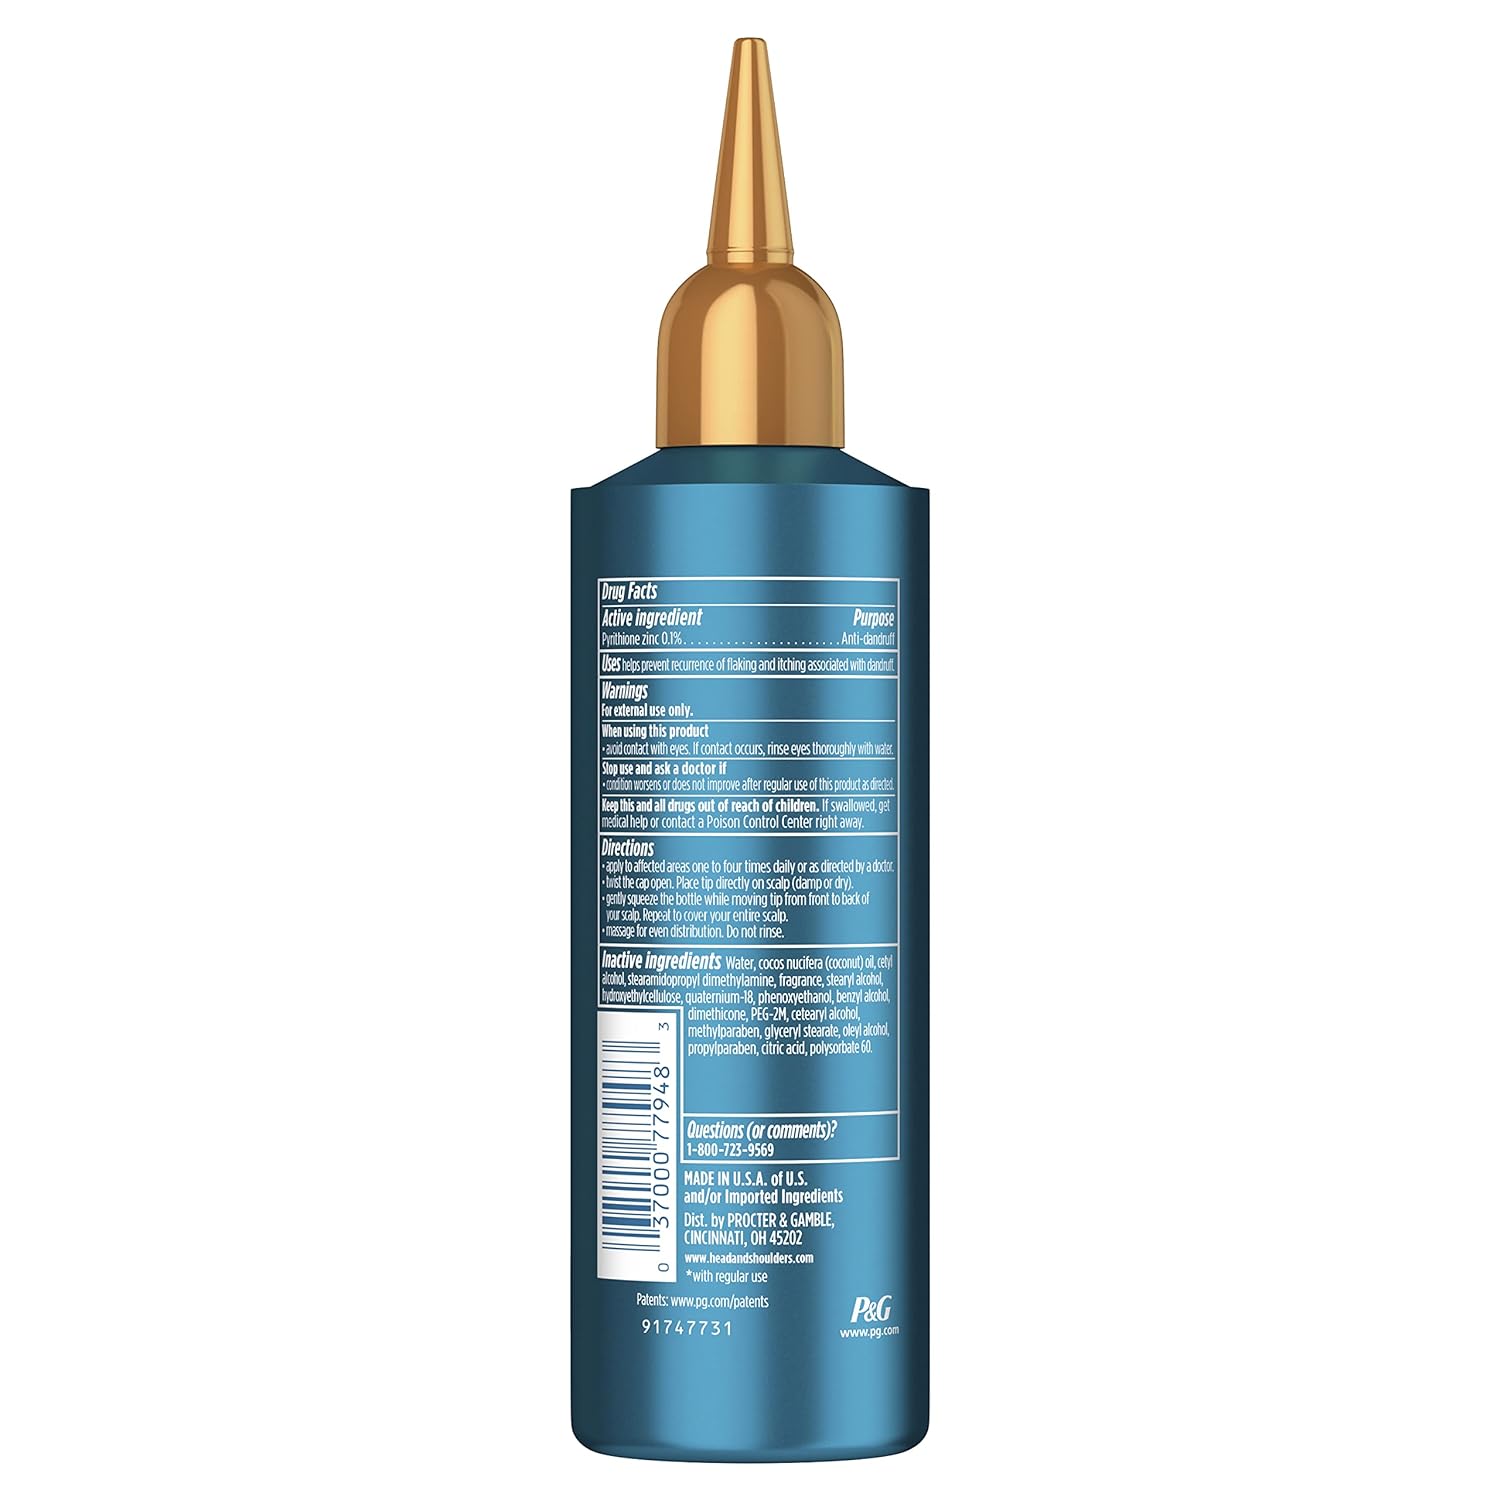 Drug Facts
Active ingredient Purpose
Pyrithione zinc 0.1%. . . . . . . . . . . . . . . . . . . . . . Anti-dandruff
Uses helps prevent recurrence of flaking and itching associated with dandruff.
Warnings
For external use only.
When using this product
• avoid contact with eyes. If contact occurs, rinse eyes thoroughly with water.
Stop use and ask a doctor if
• condition worsens or does not improve after regular use of this product as directed.
Keep this and all drugs out of reach of children. If swallowed, get
medical help or contact a Poison Control Center right away.
Directions
• apply to affected areas one to four times daily or as directed by a doctor.
• twist the cap open. Place tip directly on scalp (damp or dry).
• gently squeeze the bottle while moving tip from front to back of
your scalp. Repeat to cover your entire scalp.
• massage for even distribution. Do not rinse.
Inactive ingredients Water, cocos nucifera (coconut) oil, cetyl
alcohol, stearamidopropyl dimethylamine, fragrance, stearyl alcohol,
hydroxyethylcellulose, quaternium-18, phenoxyethanol, benzyl alcohol,
dimethicone, PEG-2M, cetearyl alcohol,
methylparaben, glyceryl stearate, oleyl alcohol,
propylparaben, citric acid, polysorbate 60.
0 37000 77948 3
Questions (or comments)?
1-800-723-9569
MADE IN U.S.A. of U.S.
and/or Imported Ingredients
Dist. by PROCTER & GAMBLE,
CINCINNATI, OH 45202
www.headandshoulders.com
*with regular use
Patents: www.pg.com/patents
91747731
P&G
www.pg.com